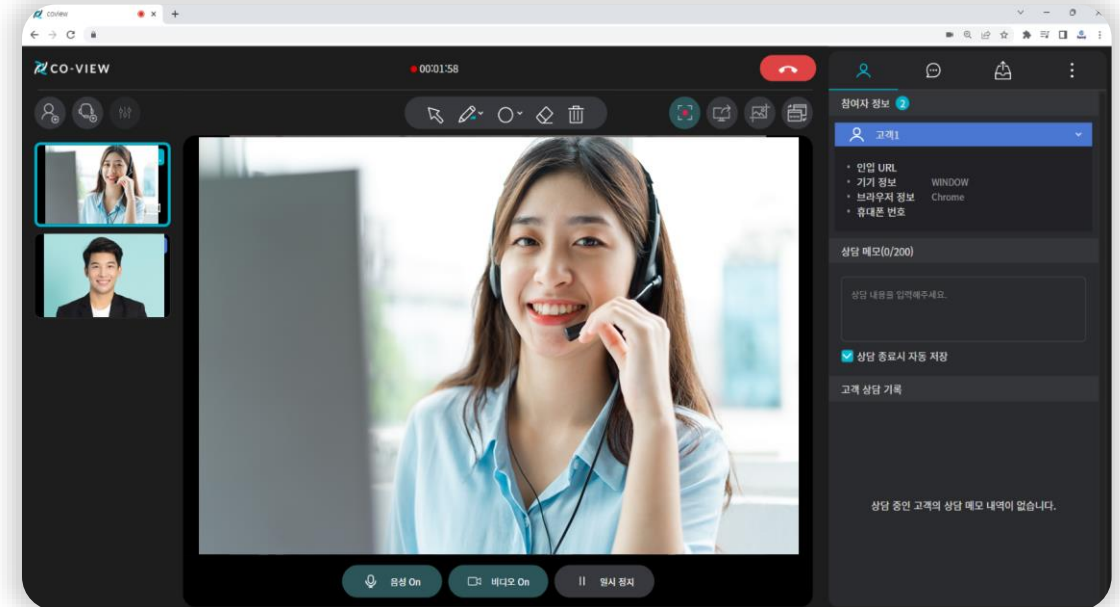 coview
CO-VIEW
00:01:58
참여자 정보 2
고객1
인입 URL
기기 정보 WINDOW
브라우저 정보 Chrome
휴대폰 번호
상담 메모(0/200)
상담 내용을 입력해주세요.
상담 종료시 자동 저장
고객 상담 기록
상담 중인 고객의 상담 메모 내역이 없습니다.
음성 On
비디오 On
일시 정지